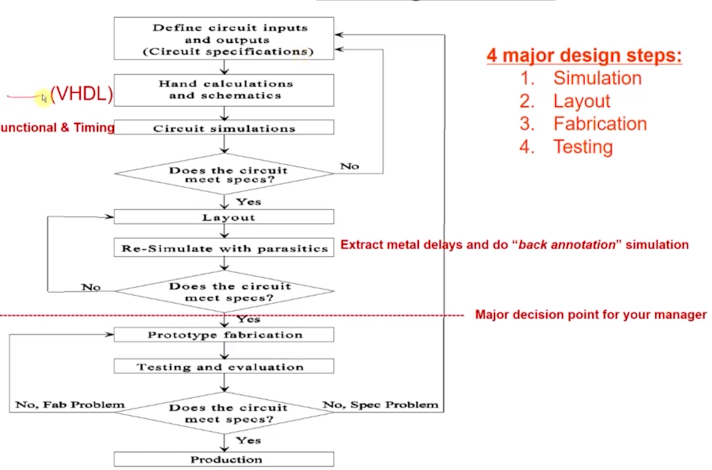 Define circuit inputs
and outputs
(Circuit specifications)
4 major design steps:
1. Simulation
2. Layout
3. Fabrication
4. Testing
(VHDL)
Hand calculations
and schematics
unctional & Timing
Circuit simulations
Does the circuit
meet specs?
No
Yes
Layout
Re-Simulate with parasitics
Extract metal delays and do “back annotation” simulation
Does the circuit
meet specs?
No
Yes
Major decision point for your manager
Prototype fabrication
Testing and evaluation
No, Fab Problem
Does the circuit
meet specs?
No, Spec Problem
Yes
Production